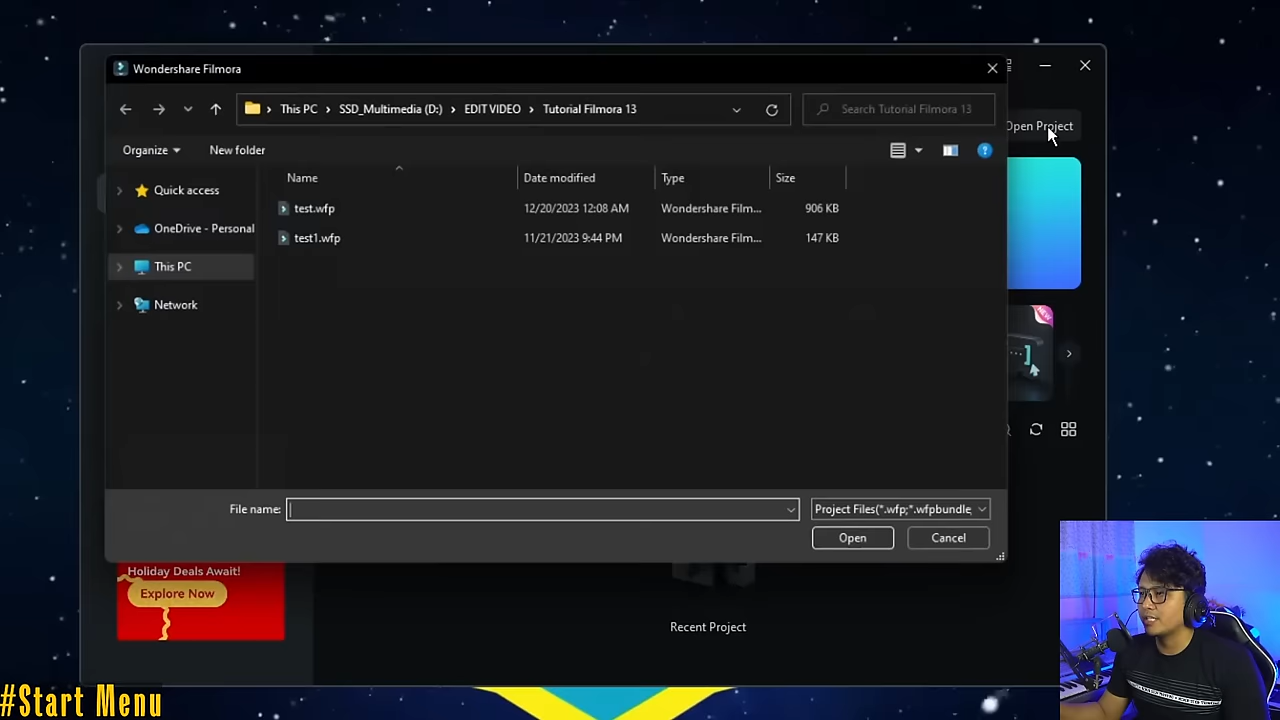 Wondershare Filmora
This PC
SSD_Multimedia (D:)
EDIT VIDEO
Tutorial Filmora 13
Search Tutorial Filmora 13
Open Project
Organize
New folder
Name
Date modified
Type
Size
Quick access
test.wfp
12/20/2023 12:08 AM
Wondershare Film...
906 KB
OneDrive - Personal
test1.wfp
11/21/2023 9:44 PM
Wondershare Film...
147 KB
This PC
Network
NEW
File name:
Project Files(*.wfp;*.wfpbundle
Open
Cancel
Holiday Deals Await!
Explore Now
Recent Project
#Start Menu